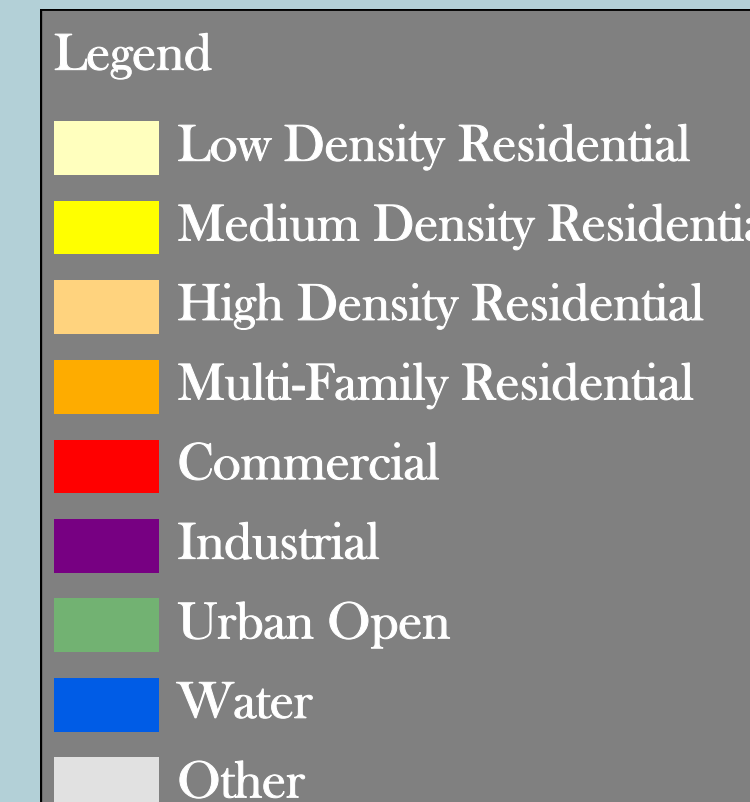 Legend
Low Density Residential
Medium Density Residentia
High Density Residential
Multi-Family Residential
Commercial
Industrial
Urban Open
Water
Other